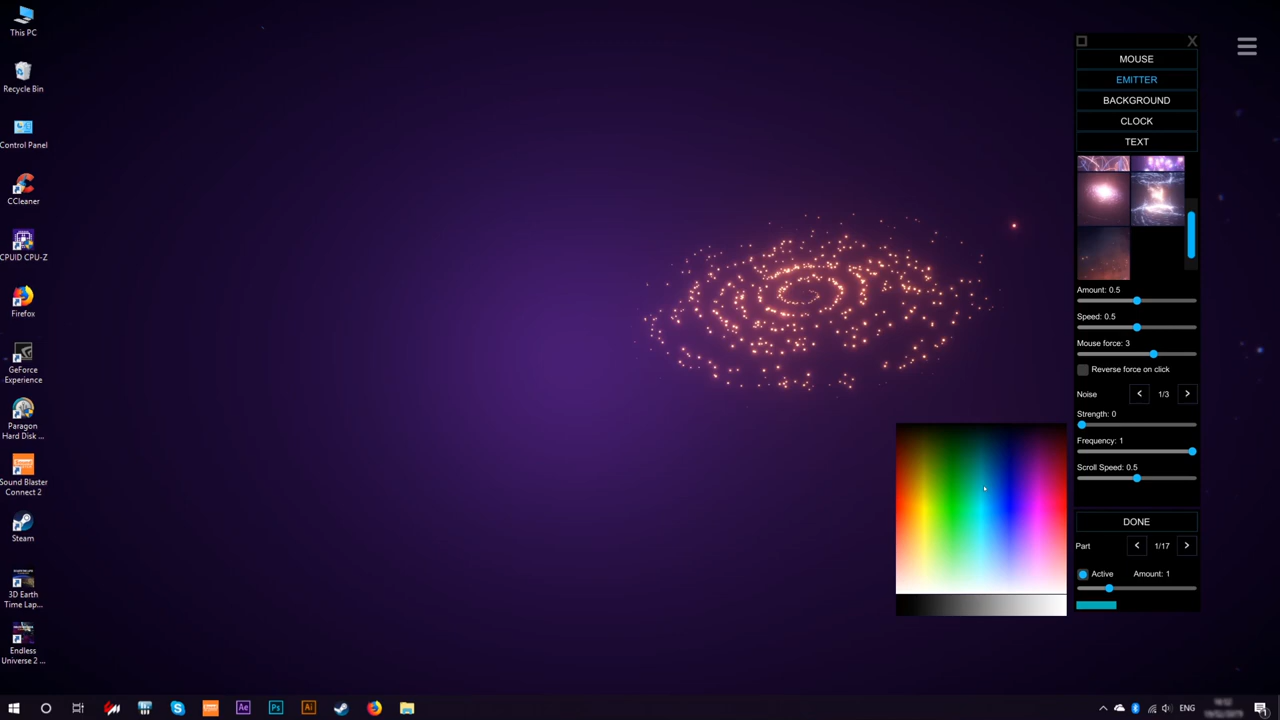 This PC
Recycle Bin
Control Panel
CCleaner
CPUID CPU-Z
Firefox
GeForce
Experience
Paragon
Hard Disk ...
Sound Blaster
Connect 2
Steam
3D Earth
Time Lap...
Endless
Universe 2 ...
X
MOUSE
EMITTER
BACKGROUND
CLOCK
TEXT
Amount: 0.5
Speed: 0.5
Mouse force: 3
Reverse force on click
Noise < 1/3 >
Strength: 0
Frequency: 1
Scroll Speed: 0.5
DONE
Part < 1/17 >
Active Amount: 1
Ae Ps Ai
ENG